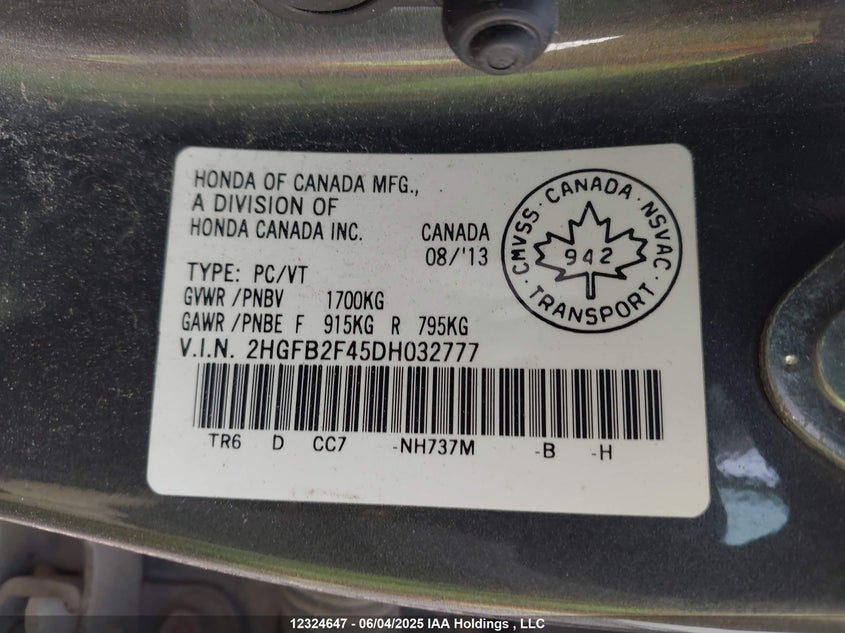 HONDA OF CANADA MFG.,
A DIVISION OF
HONDA CANADA INC.
CANADA
08/'13
TYPE: PC/VT
GVWR /PNBV 1700KG
GAWR /PNBE F 915KG R 795KG
V.I.N. 2HGFB2F45DH032777
TR6 D CC7 -NH737M -B -H
CMVSS · CANADA · NSVAC · TRANSPORT ·
942
12324647 - 06/04/2025 IAA Holdings , LLC